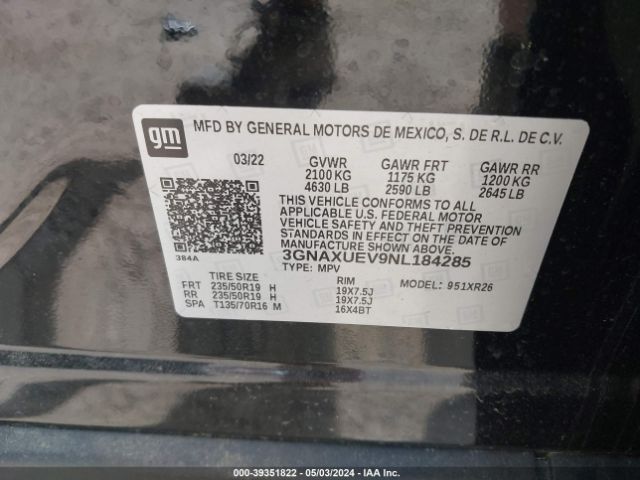 gm
MFD BY GENERAL MOTORS DE MEXICO, S. DE R.L. DE C.V.
03/22 GVWR GAWR FRT GAWR RR
2100 KG 1175 KG 1200 KG
4630 LB 2590 LB 2645 LB
THIS VEHICLE CONFORMS TO ALL
APPLICABLE U.S. FEDERAL MOTOR
VEHICLE SAFETY AND THEFT PREVENTION
STANDARDS IN EFFECT ON THE DATE OF
MANUFACTURE SHOWN ABOVE.
384A
3GNAXUEV9NL184285
TYPE: MPV
TIRE SIZE RIM MODEL: 951XR26
FRT 235/50R19 H 19X7.5J
RR 235/50R19 H 19X7.5J
SPA T135/70R16 M 16X4BT
000-39351822 - 05/03/2024 - IAA Inc.